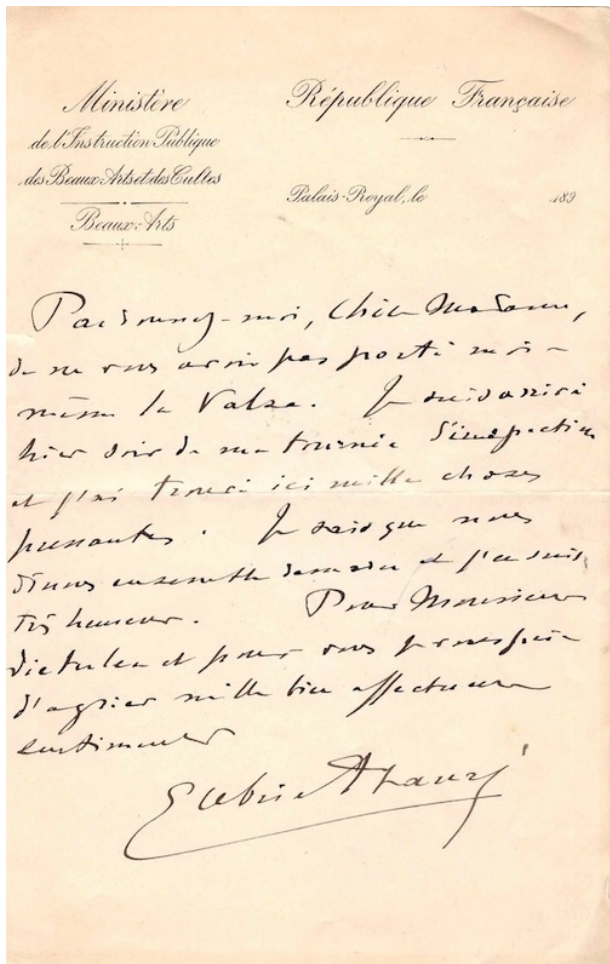 Ministère
de l'Instruction Publique
des Beaux-Arts et des Cultes
Beaux-Arts
République Française
Palais-Royal, le 189
Pardonnez-moi, chère Madame,
de ne vous avoir pas porté moi-
même la Valse. Je suis arrivé
hier soir de ma tournée d'inspection
et j'ai trouvé ici mille choses
pressantes. Je sais que nous
dînons ensemble demain et j'en suis
très heureux. Pour Monsieur
et pour vous je vous prie
d'agréer mille bien affectueux
sentiments
Gabriel Fauré